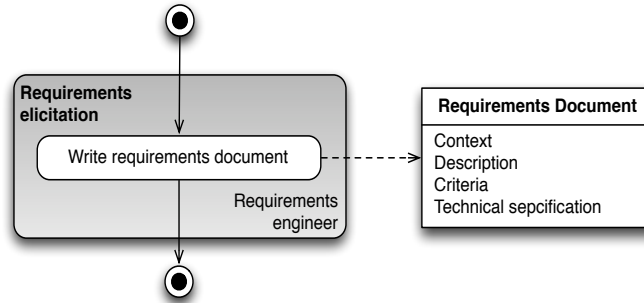 Requirements
elicitation
Write requirements document
Requirements
engineer
Requirements Document
Context
Description
Criteria
Technical sepcification